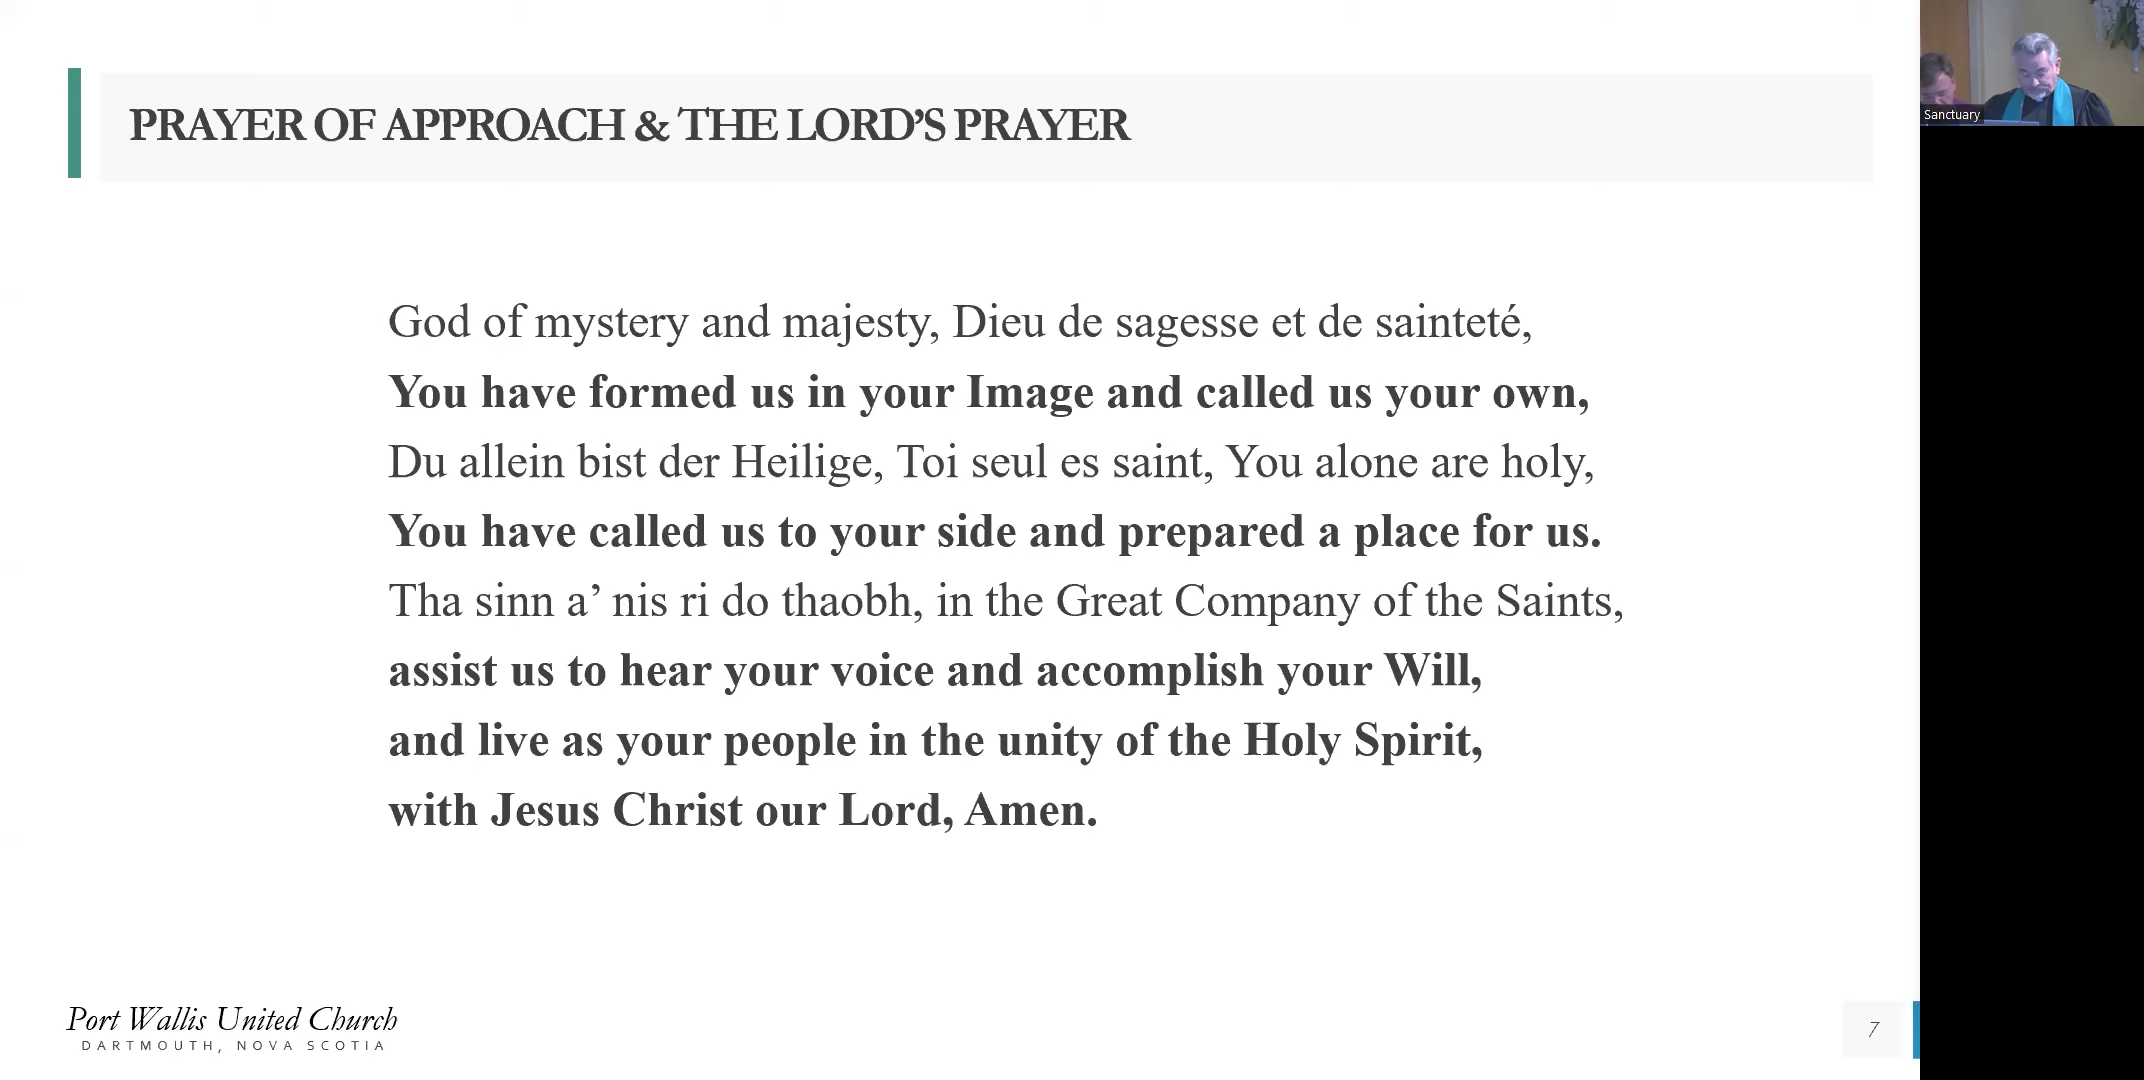 PRAYER OF APPROACH & THE LORD’S PRAYER
God of mystery and majesty, Dieu de sagesse et de sainteté,
You have formed us in your Image and called us your own,
Du allein bist der Heilige, Toi seul es saint, You alone are holy,
You have called us to your side and prepared a place for us.
Tha sinn a’ nis ri do thaobh, in the Great Company of the Saints,
assist us to hear your voice and accomplish your Will,
and live as your people in the unity of the Holy Spirit,
with Jesus Christ our Lord, Amen.
Port Wallis United Church
DARTMOUTH, NOVA SCOTIA
7
Sanctuary